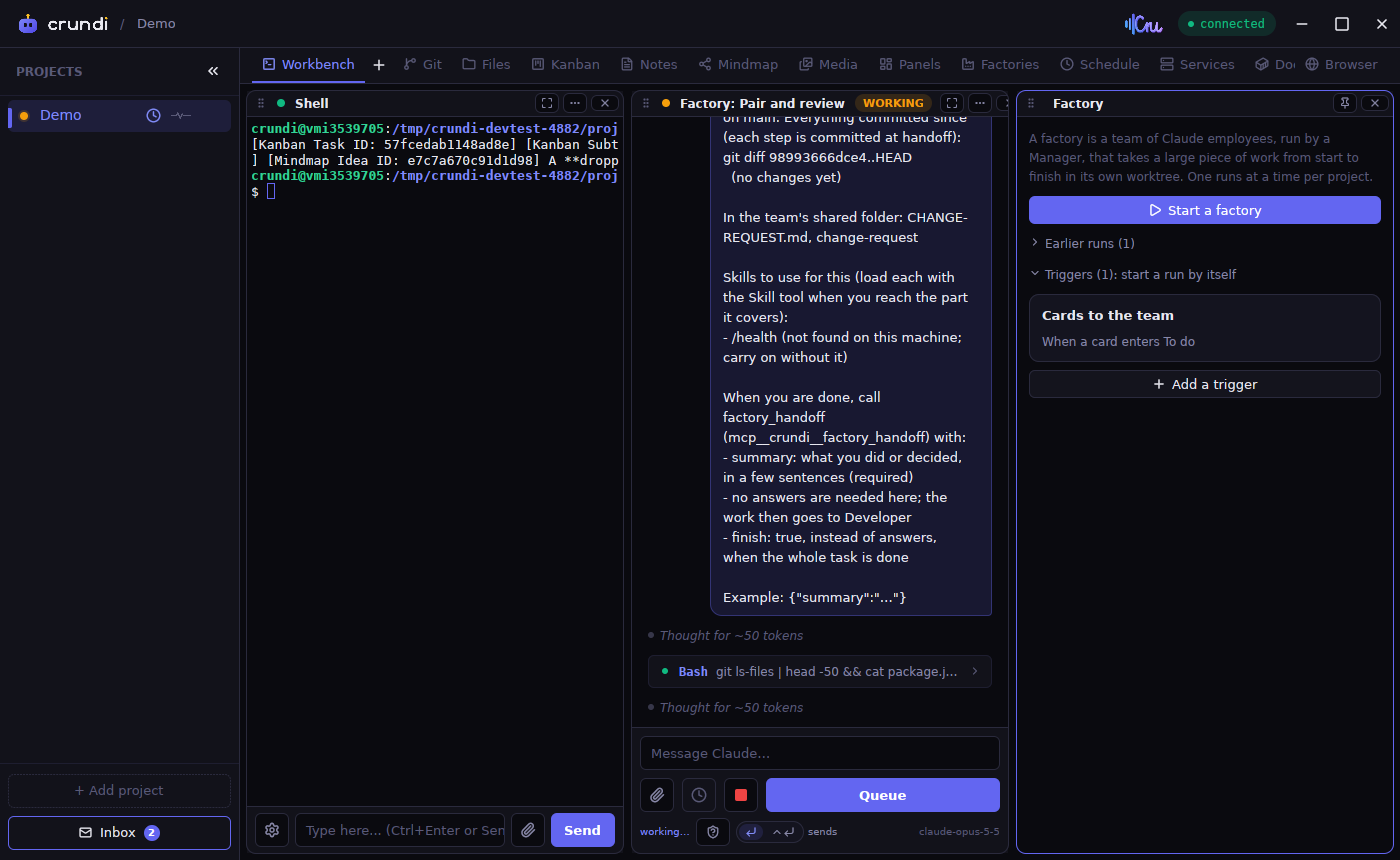 crundi / Demo
Cru
connected
PROJECTS
Workbench
Git
Files
Kanban
Notes
Mindmap
Media
Panels
Factories
Schedule
Services
Browser
Demo
+ Add project
Inbox 2
Shell
crundi@vmi3539705:/tmp/crundi-devtest-4882/proj
[Kanban Task ID: 57fcedab1148ad8e] [Kanban Subt
] [Mindmap Idea ID: e7c7a670c91d1d98] A **dropp
crundi@vmi3539705:/tmp/crundi-devtest-4882/proj
$
Type here... (Ctrl+Enter or Sen
Send
Factory: Pair and review
WORKING
on main. Everything committed since
(each step is committed at handoff):
git diff 98993666dce4..HEAD
(no changes yet)
In the team's shared folder: CHANGE-
REQUEST.md, change-request
Skills to use for this (load each with
the Skill tool when you reach the part
it covers):
- /health (not found on this machine;
carry on without it)
When you are done, call
factory_handoff
(mcp__crundi__factory_handoff) with:
- summary: what you did or decided,
in a few sentences (required)
- no answers are needed here; the
work then goes to Developer
- finish: true, instead of answers,
when the whole task is done
Example: {"summary":"..."}
Thought for ~50 tokens
Bash git ls-files | head -50 && cat package.j...
Thought for ~50 tokens
Message Claude...
Queue
working...
sends
claude-opus-5-5
Factory
A factory is a team of Claude employees, run by a
Manager, that takes a large piece of work from start to
finish in its own worktree. One runs at a time per project.
Start a factory
Earlier runs (1)
Triggers (1): start a run by itself
Cards to the team
When a card enters To do
+ Add a trigger